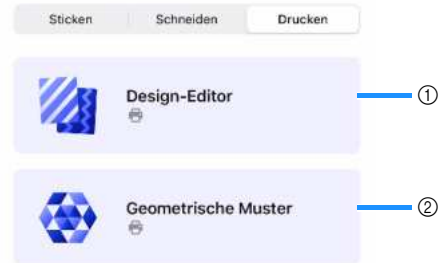 Sticken Schneiden Drucken
Design-Editor ①
Geometrische Muster ②